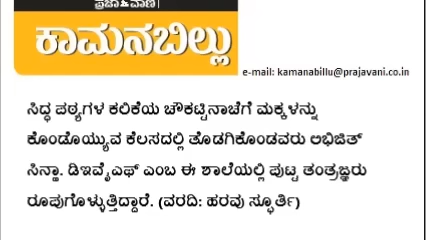 ಪ್ರಜಾವಾಣಿ
ಕಾಮನಬಿಲ್ಲು
e-mail: kamanabillu@prajavani.co.in
ಸಿದ್ಧ ಪಠ್ಯಗಳ ಕಲಿಕೆಯ ಚೌಕಟ್ಟಿನಾಚೆಗೆ ಮಕ್ಕಳನ್ನು
ಕೊಂಡೊಯ್ಯುವ ಕೆಲಸದಲ್ಲಿ ತೊಡಗಿಕೊಂಡವರು ಅಭಿಜಿತ್
ಸಿನ್ಹಾ. ಡಿಇವೈಎಫ್ ಎಂಬ ಈ ಶಾಲೆಯಲ್ಲಿ ಪುಟ್ಟ ತಂತ್ರಜ್ಞರು
ರೂಪುಗೊಳ್ಳುತ್ತಿದ್ದಾರೆ. (ವರದಿ: ಹರವು ಸ್ಫೂರ್ತಿ)